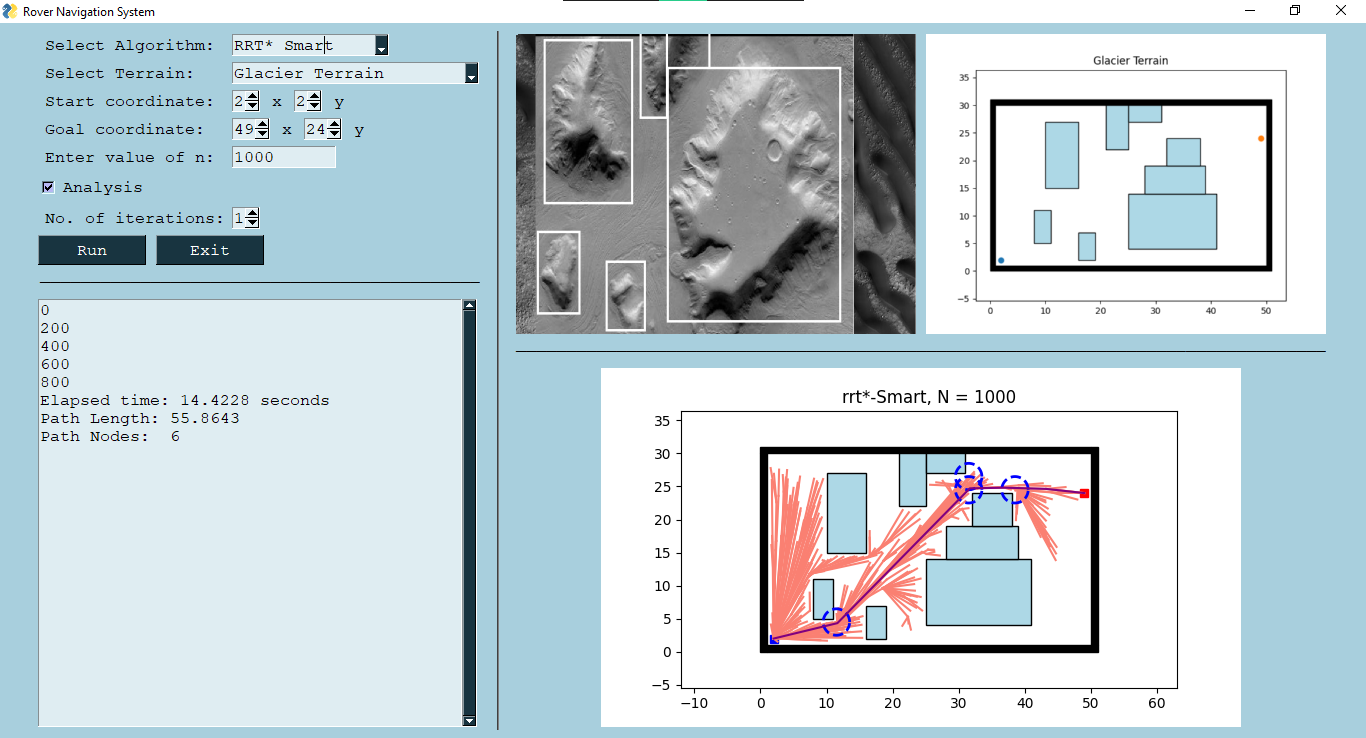 Rover Navigation System
Select Algorithm: RRT* Smart
Select Terrain: Glacier Terrain
Start coordinate: 2 x 2 y
Goal coordinate: 49 x 24 y
Enter value of n: 1000
Analysis
No. of iterations: 1
Run Exit
0
200
400
600
800
Elapsed time: 14.4228 seconds
Path Length: 55.8643
Path Nodes: 6
Glacier Terrain
35
30
25
20
15
10
5
0
−5
0 10 20 30 40 50
rrt*-Smart, N = 1000
35
30
25
20
15
10
5
0
−5
−10 0 10 20 30 40 50 60